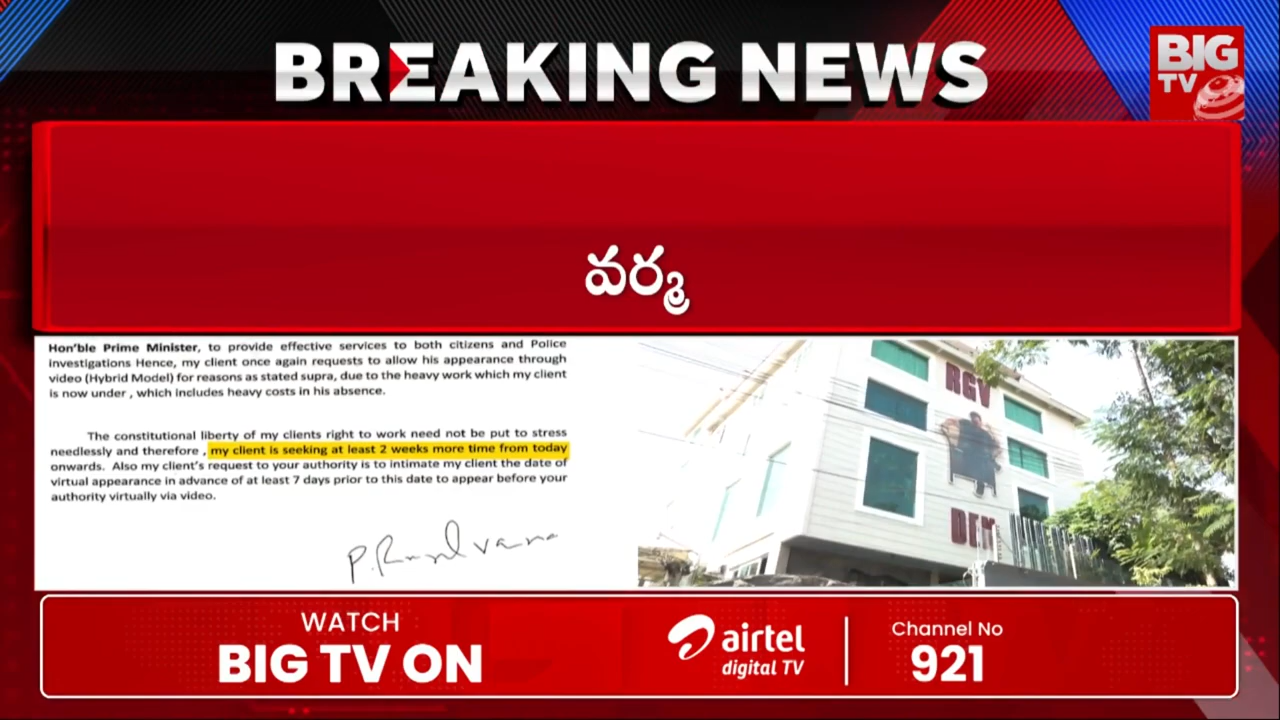 BREAKING NEWS
BIG
TV
వర్మ
Hon'ble Prime Minister, to provide effective services to both citizens and Police
Investigations Hence, my client once again requests to allow his appearance through
video (Hybrid Model) for reasons as stated supra, due to the heavy work which my client
is now under , which includes heavy costs in his absence.
The constitutional liberty of my clients right to work need not be put to stress
needlessly and therefore , my client is seeking at least 2 weeks more time from today
onwards. Also my client's request to your authority is to intimate my client the date of
virtual appearance in advance of at least 7 days prior to this date to appear before your
authority virtually via video.
RGV
DEN
WATCH
BIG TV ON
airtel
digital TV
Channel No
921